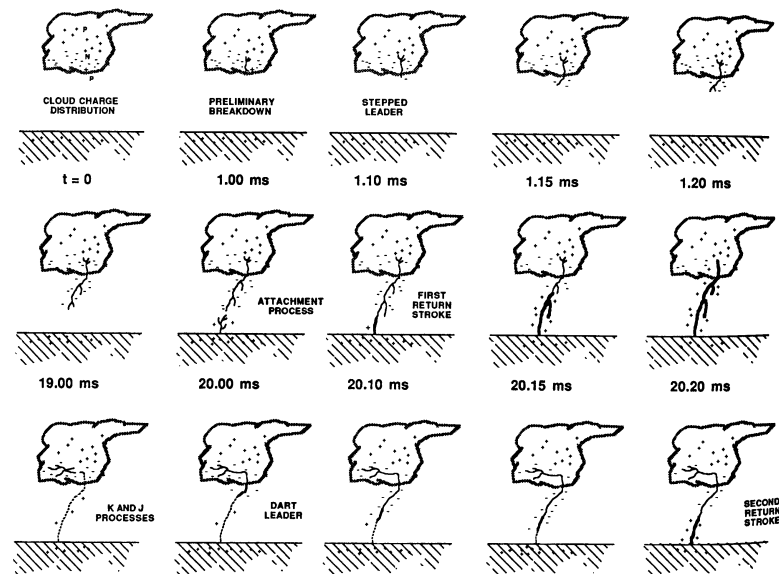 P
N
P
CLOUD CHARGE
DISTRIBUTION
PRELIMINARY
BREAKDOWN
STEPPED
LEADER
t = 0
1.00 ms
1.10 ms
1.15 ms
1.20 ms
ATTACHMENT
PROCESS
FIRST
RETURN
STROKE
19.00 ms
20.00 ms
20.10 ms
20.15 ms
20.20 ms
K AND J
PROCESSES
DART
LEADER
SECOND
RETURN
STROKE